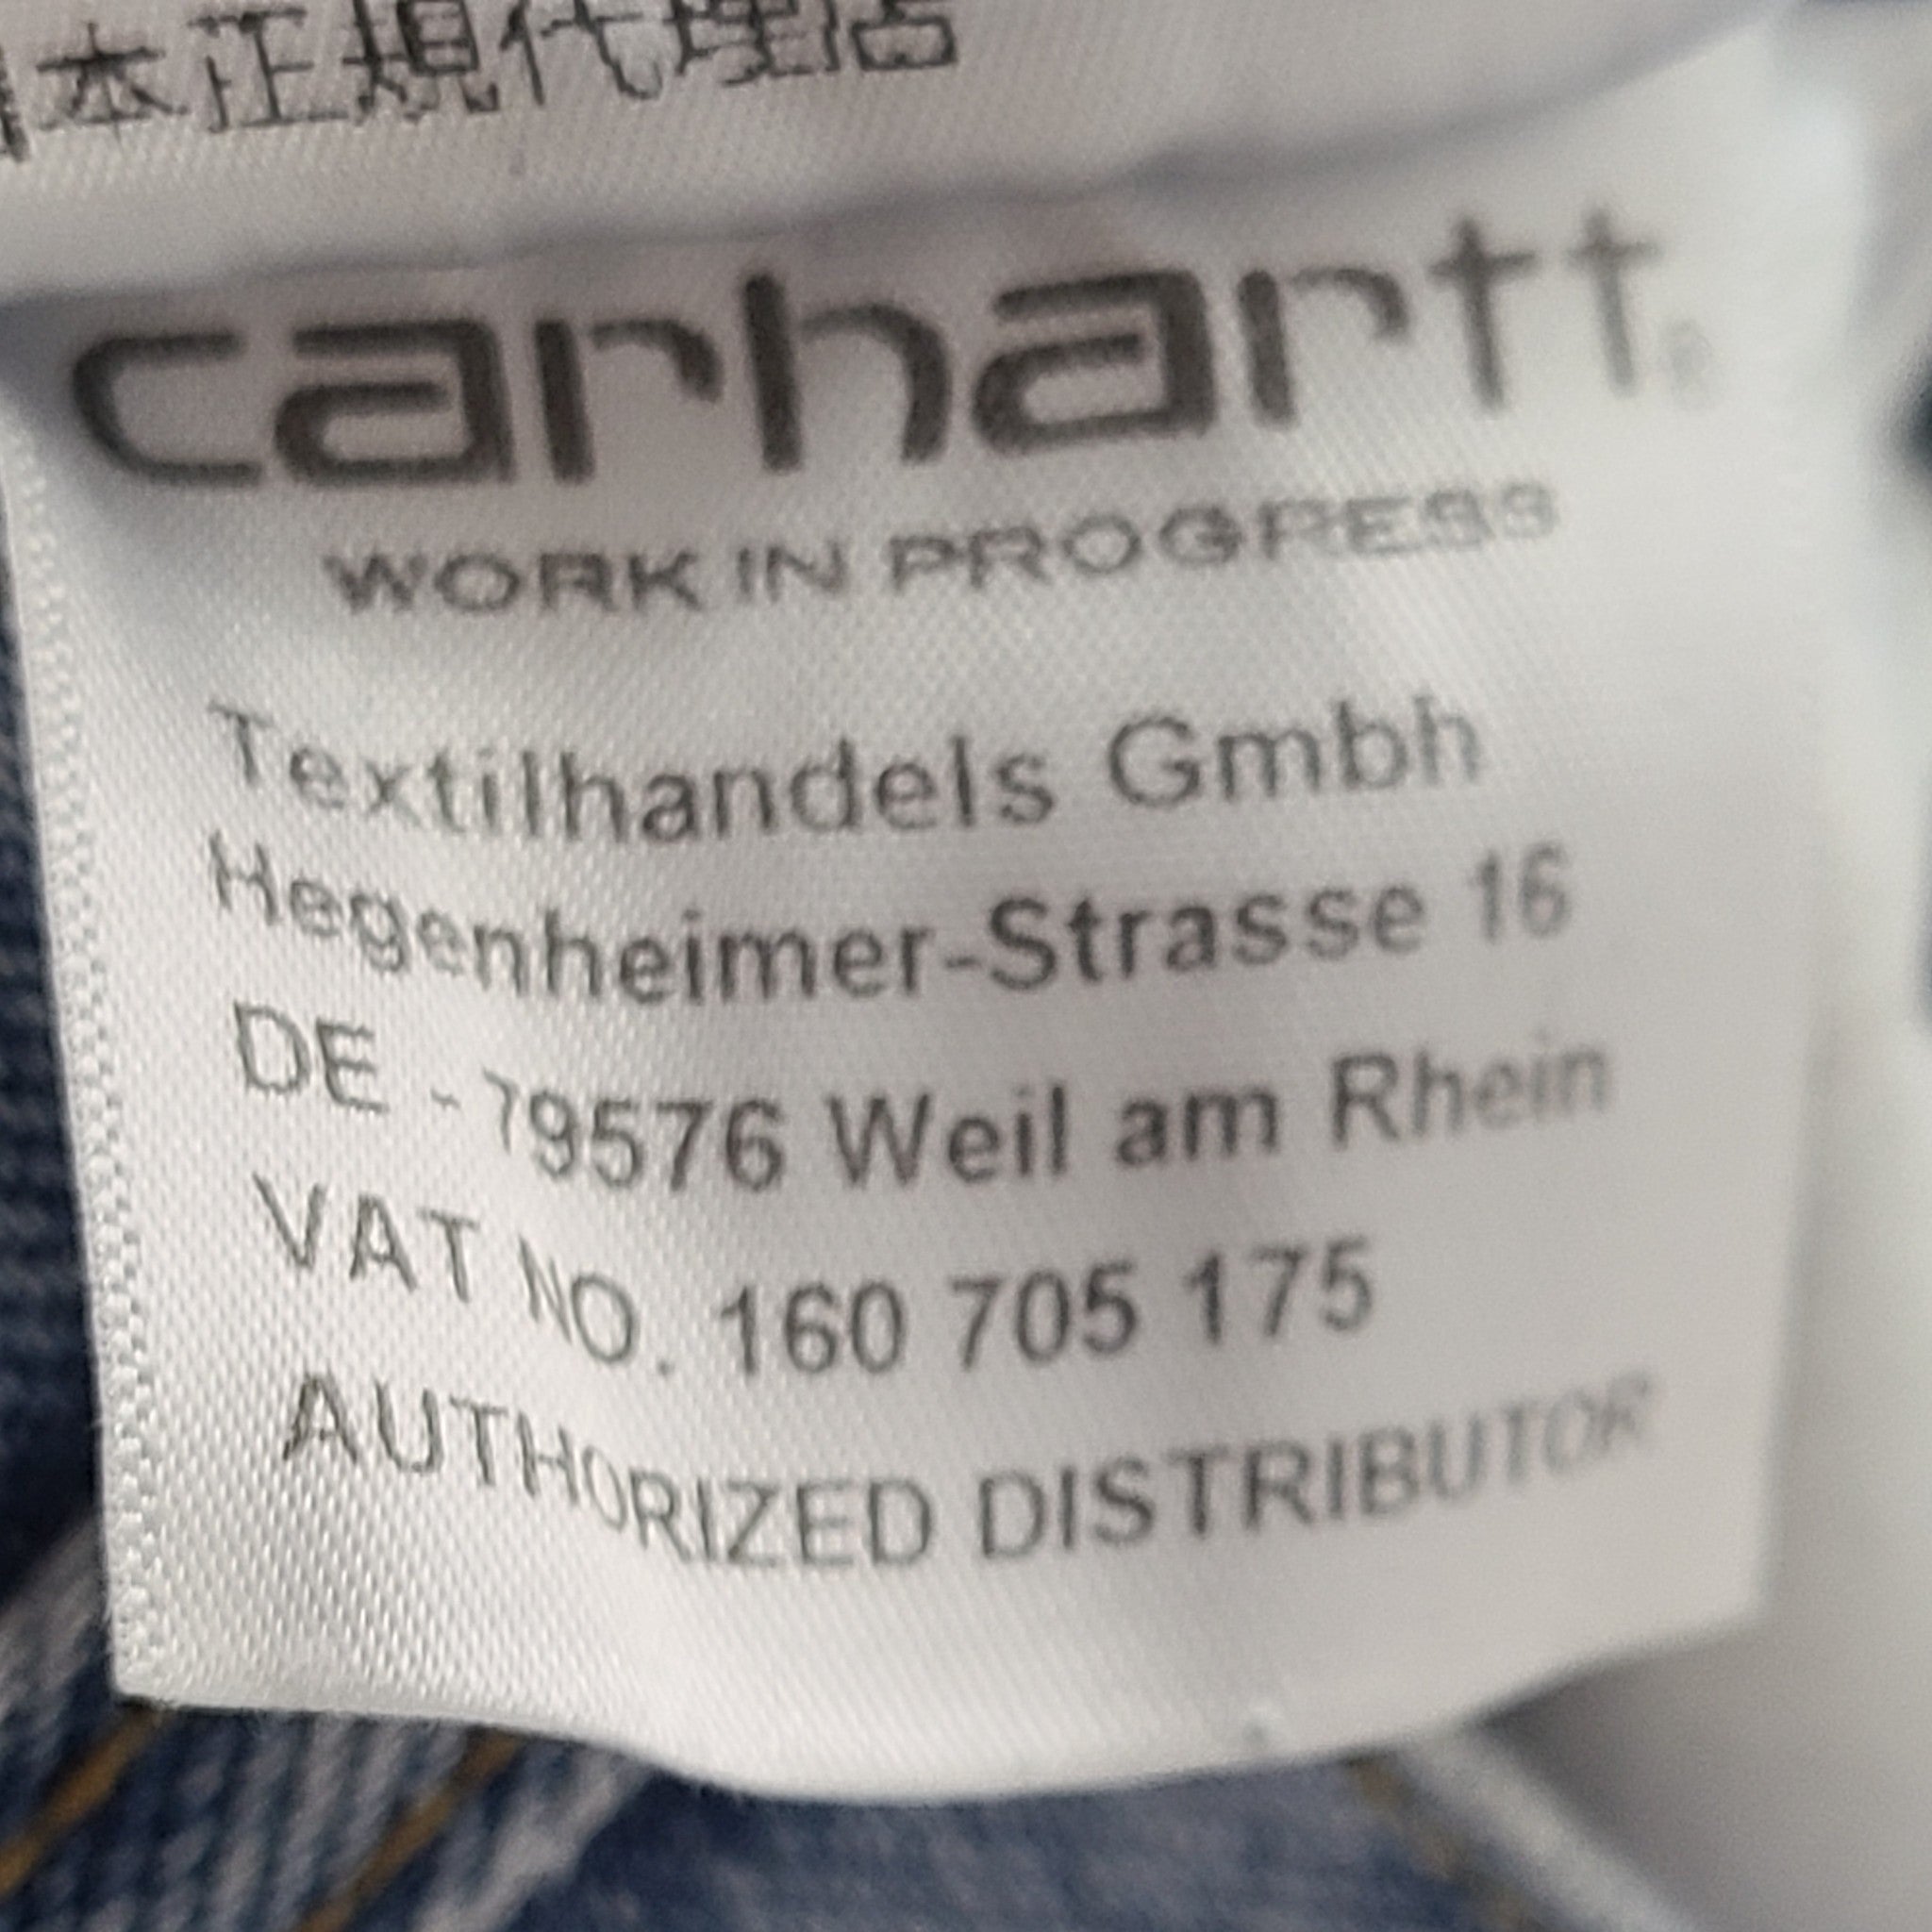 本正規代理店
carhartt®
WORK IN PROGRESS
Textilhandels Gmbh
Hegenheimer-Strasse 16
DE - 79576 Weil am Rhein
VAT NO. 160 705 175
AUTHORIZED DISTRIBUTOR